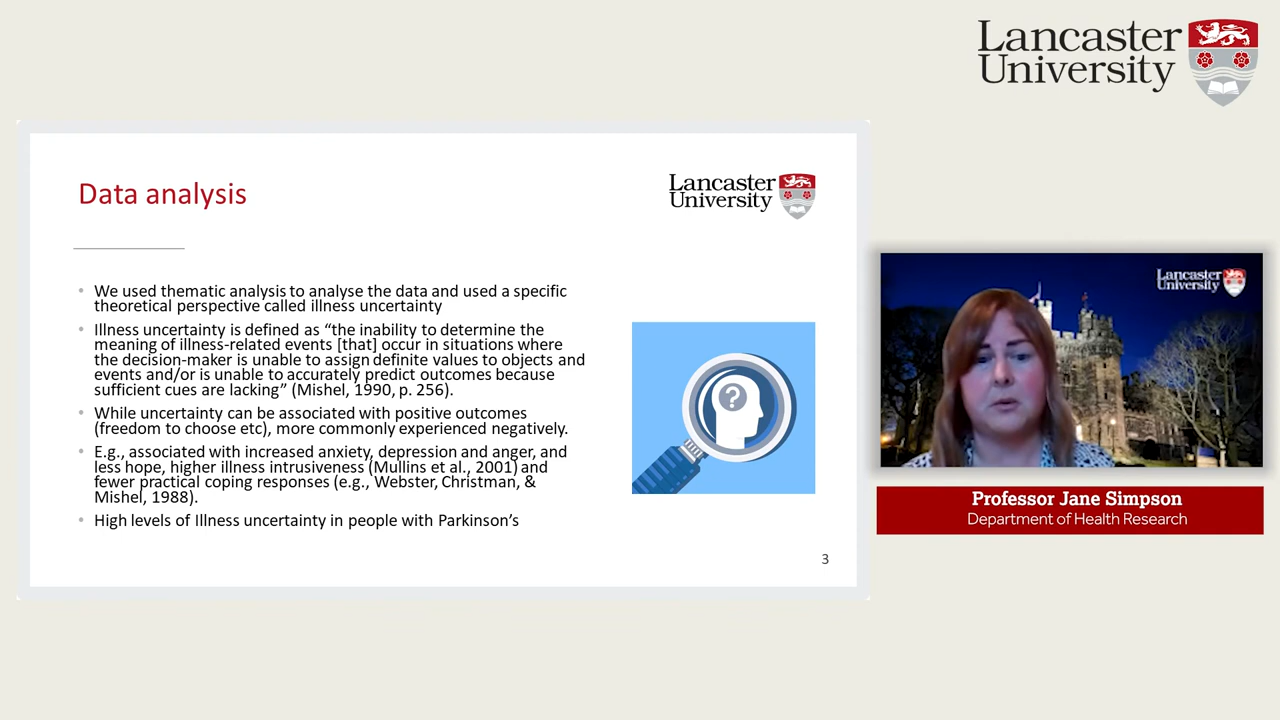 Lancaster
University
Data analysis
Lancaster
University
• We used thematic analysis to analyse the data and used a specific
theoretical perspective called illness uncertainty
• Illness uncertainty is defined as “the inability to determine the
meaning of illness-related events [that] occur in situations where
the decision-maker is unable to assign definite values to objects and
events and/or is unable to accurately predict outcomes because
sufficient cues are lacking” (Mishel, 1990, p. 256).
• While uncertainty can be associated with positive outcomes
(freedom to choose etc), more commonly experienced negatively.
• E.g., associated with increased anxiety, depression and anger, and
less hope, higher illness intrusiveness (Mullins et al., 2001) and
fewer practical coping responses (e.g., Webster, Christman, &
Mishel, 1988).
• High levels of Illness uncertainty in people with Parkinson’s
?
3
Lancaster
University
Professor Jane Simpson
Department of Health Research